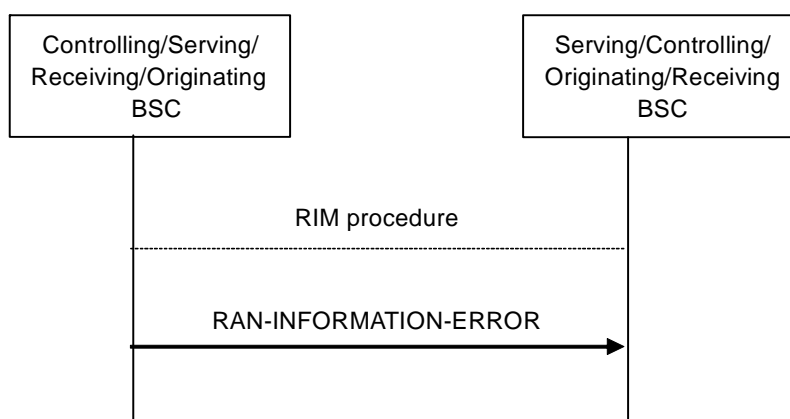 Controlling/Serving/
Receiving/Originating
BSC
Serving/Controlling/
Originating/Receiving
BSC
RIM procedure
RAN-INFORMATION-ERROR